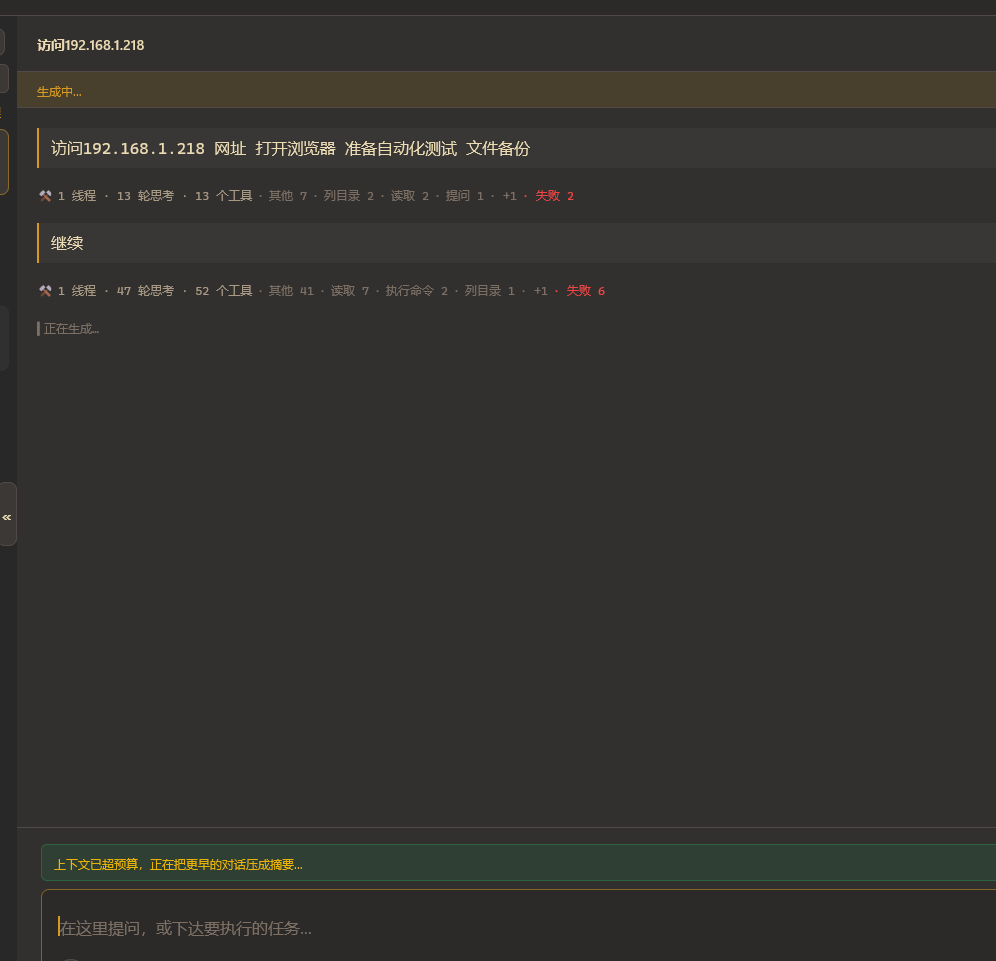 访问192.168.1.218
生成中...
访问192.168.1.218 网址 打开浏览器 准备自动化测试 文件备份
1 线程 · 13 轮思考 · 13 个工具 · 其他 7 · 列目录 2 · 读取 2 · 提问 1 · +1 · 失败 2
继续
1 线程 · 47 轮思考 · 52 个工具 · 其他 41 · 读取 7 · 执行命令 2 · 列目录 1 · +1 · 失败 6
正在生成…
«
上下文已超预算，正在把更早的对话压成摘要...
在这里提问，或下达要执行的任务...